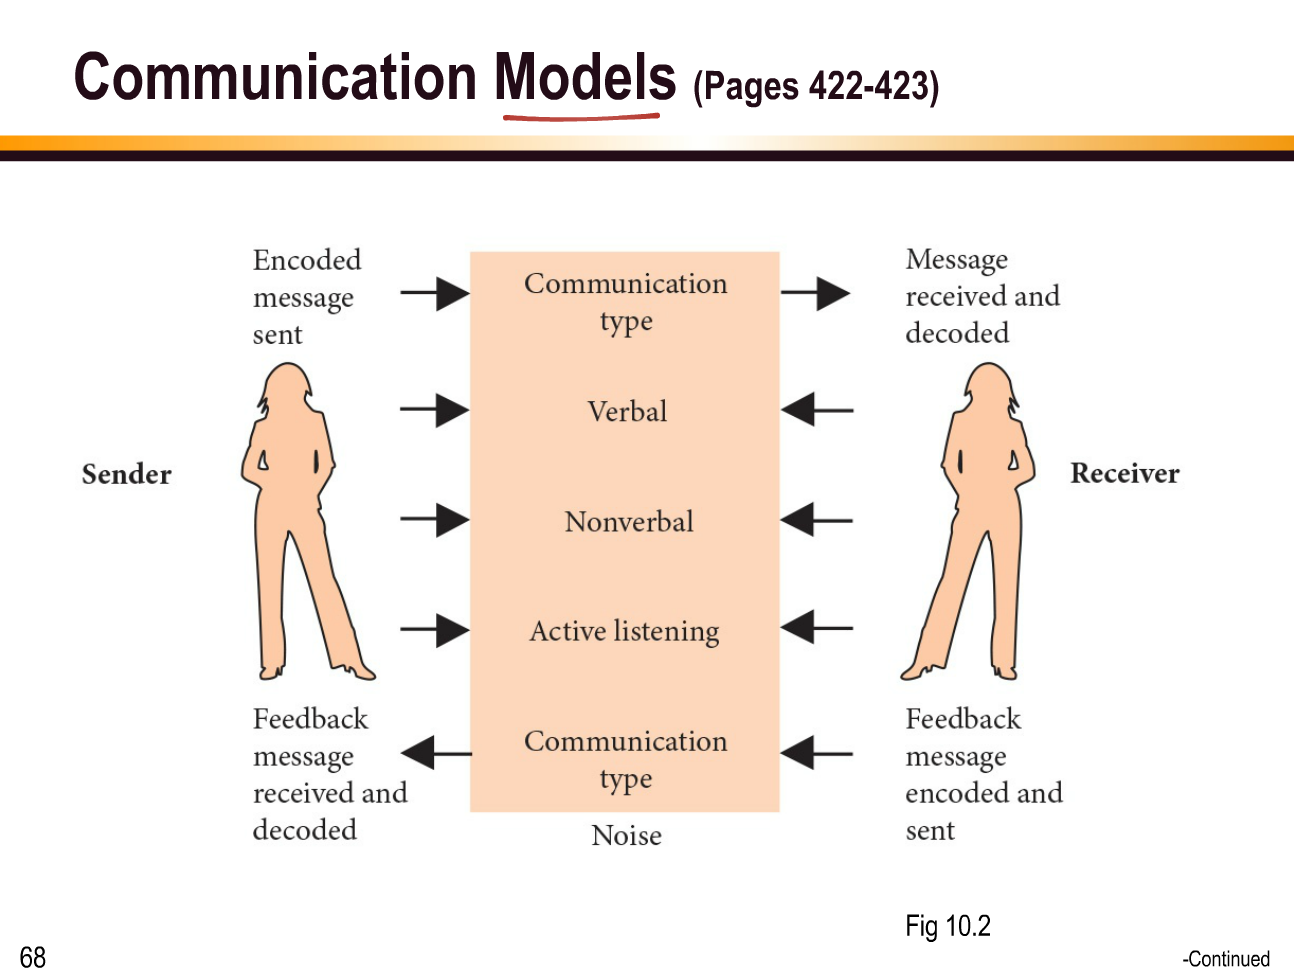 Communication Models (Pages 422-423)
Encoded
message
sent
Communication
type
Message
received and
decoded
Verbal
Sender
Receiver
Nonverbal
Active listening
Feedback
message
received and
decoded
Communication
type
Feedback
message
encoded and
sent
Noise
Fig 10.2
68
-Continued